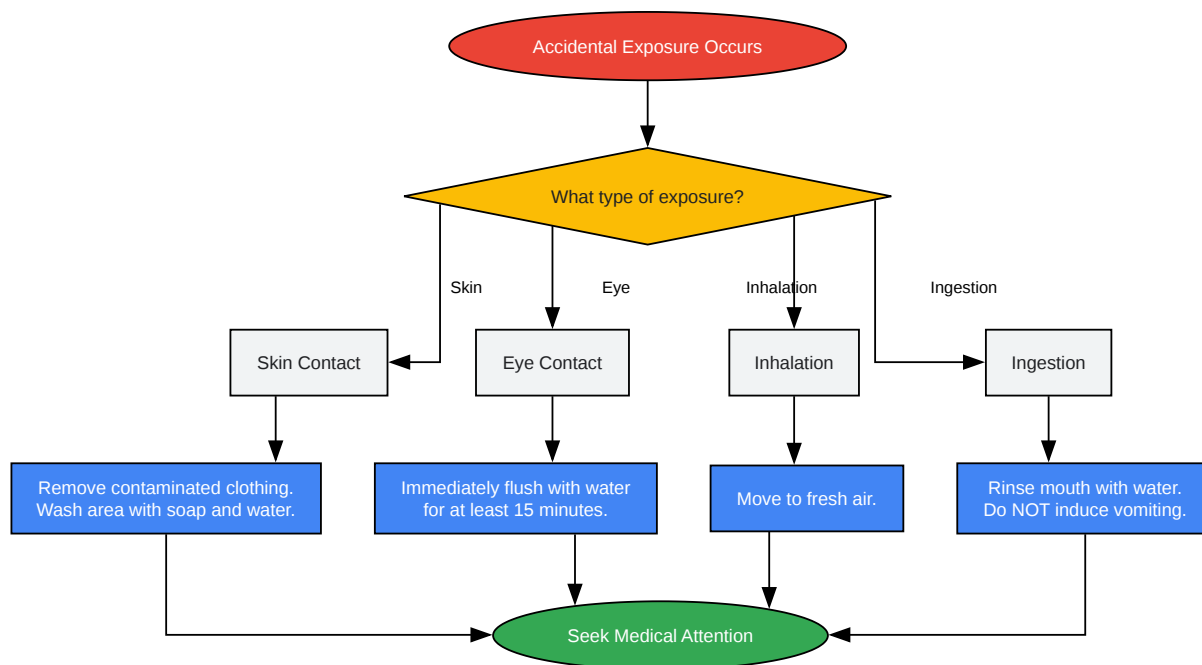 Accidental Exposure Occurs
What type of exposure?
Skin
Eye
Inhalation
Ingestion
Skin Contact
Eye Contact
Inhalation
Ingestion
Remove contaminated clothing.
Wash area with soap and water.
Immediately flush with water
for at least 15 minutes.
Move to fresh air.
Rinse mouth with water.
Do NOT induce vomiting.
Seek Medical Attention